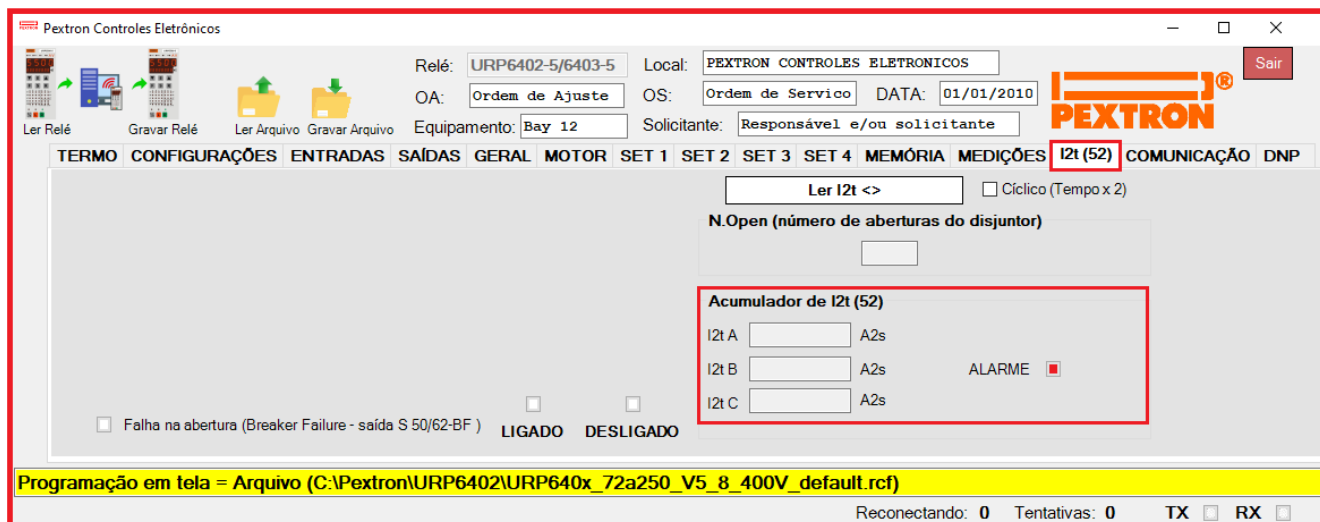 Pextron Controles Eletrônicos
Relé: URP6402-5/6403-5 Local: PEXTRON CONTROLES ELETRONICOS Sair
OA: Ordem de Ajuste OS: Ordem de Servico DATA: 01/01/2010
PEXTRON®
Ler Relé Gravar Relé Ler Arquivo Gravar Arquivo Equipamento: Bay 12 Solicitante: Responsável e/ou solicitante
TERMO CONFIGURAÇÕES ENTRADAS SAÍDAS GERAL MOTOR SET 1 SET 2 SET 3 SET 4 MEMÓRIA MEDIÇÕES I2t (52) COMUNICAÇÃO DNP
Ler I2t <> Cíclico (Tempo x 2)
N.Open (número de aberturas do disjuntor)
Acumulador de I2t (52)
I2t A A2s
I2t B A2s ALARME
I2t C A2s
Falha na abertura (Breaker Failure - saída S 50/62-BF ) LIGADO DESLIGADO
Programação em tela = Arquivo (C:\Pextron\URP6402\URP640x_72a250_V5_8_400V_default.rcf)
Reconectando: 0 Tentativas: 0 TX RX